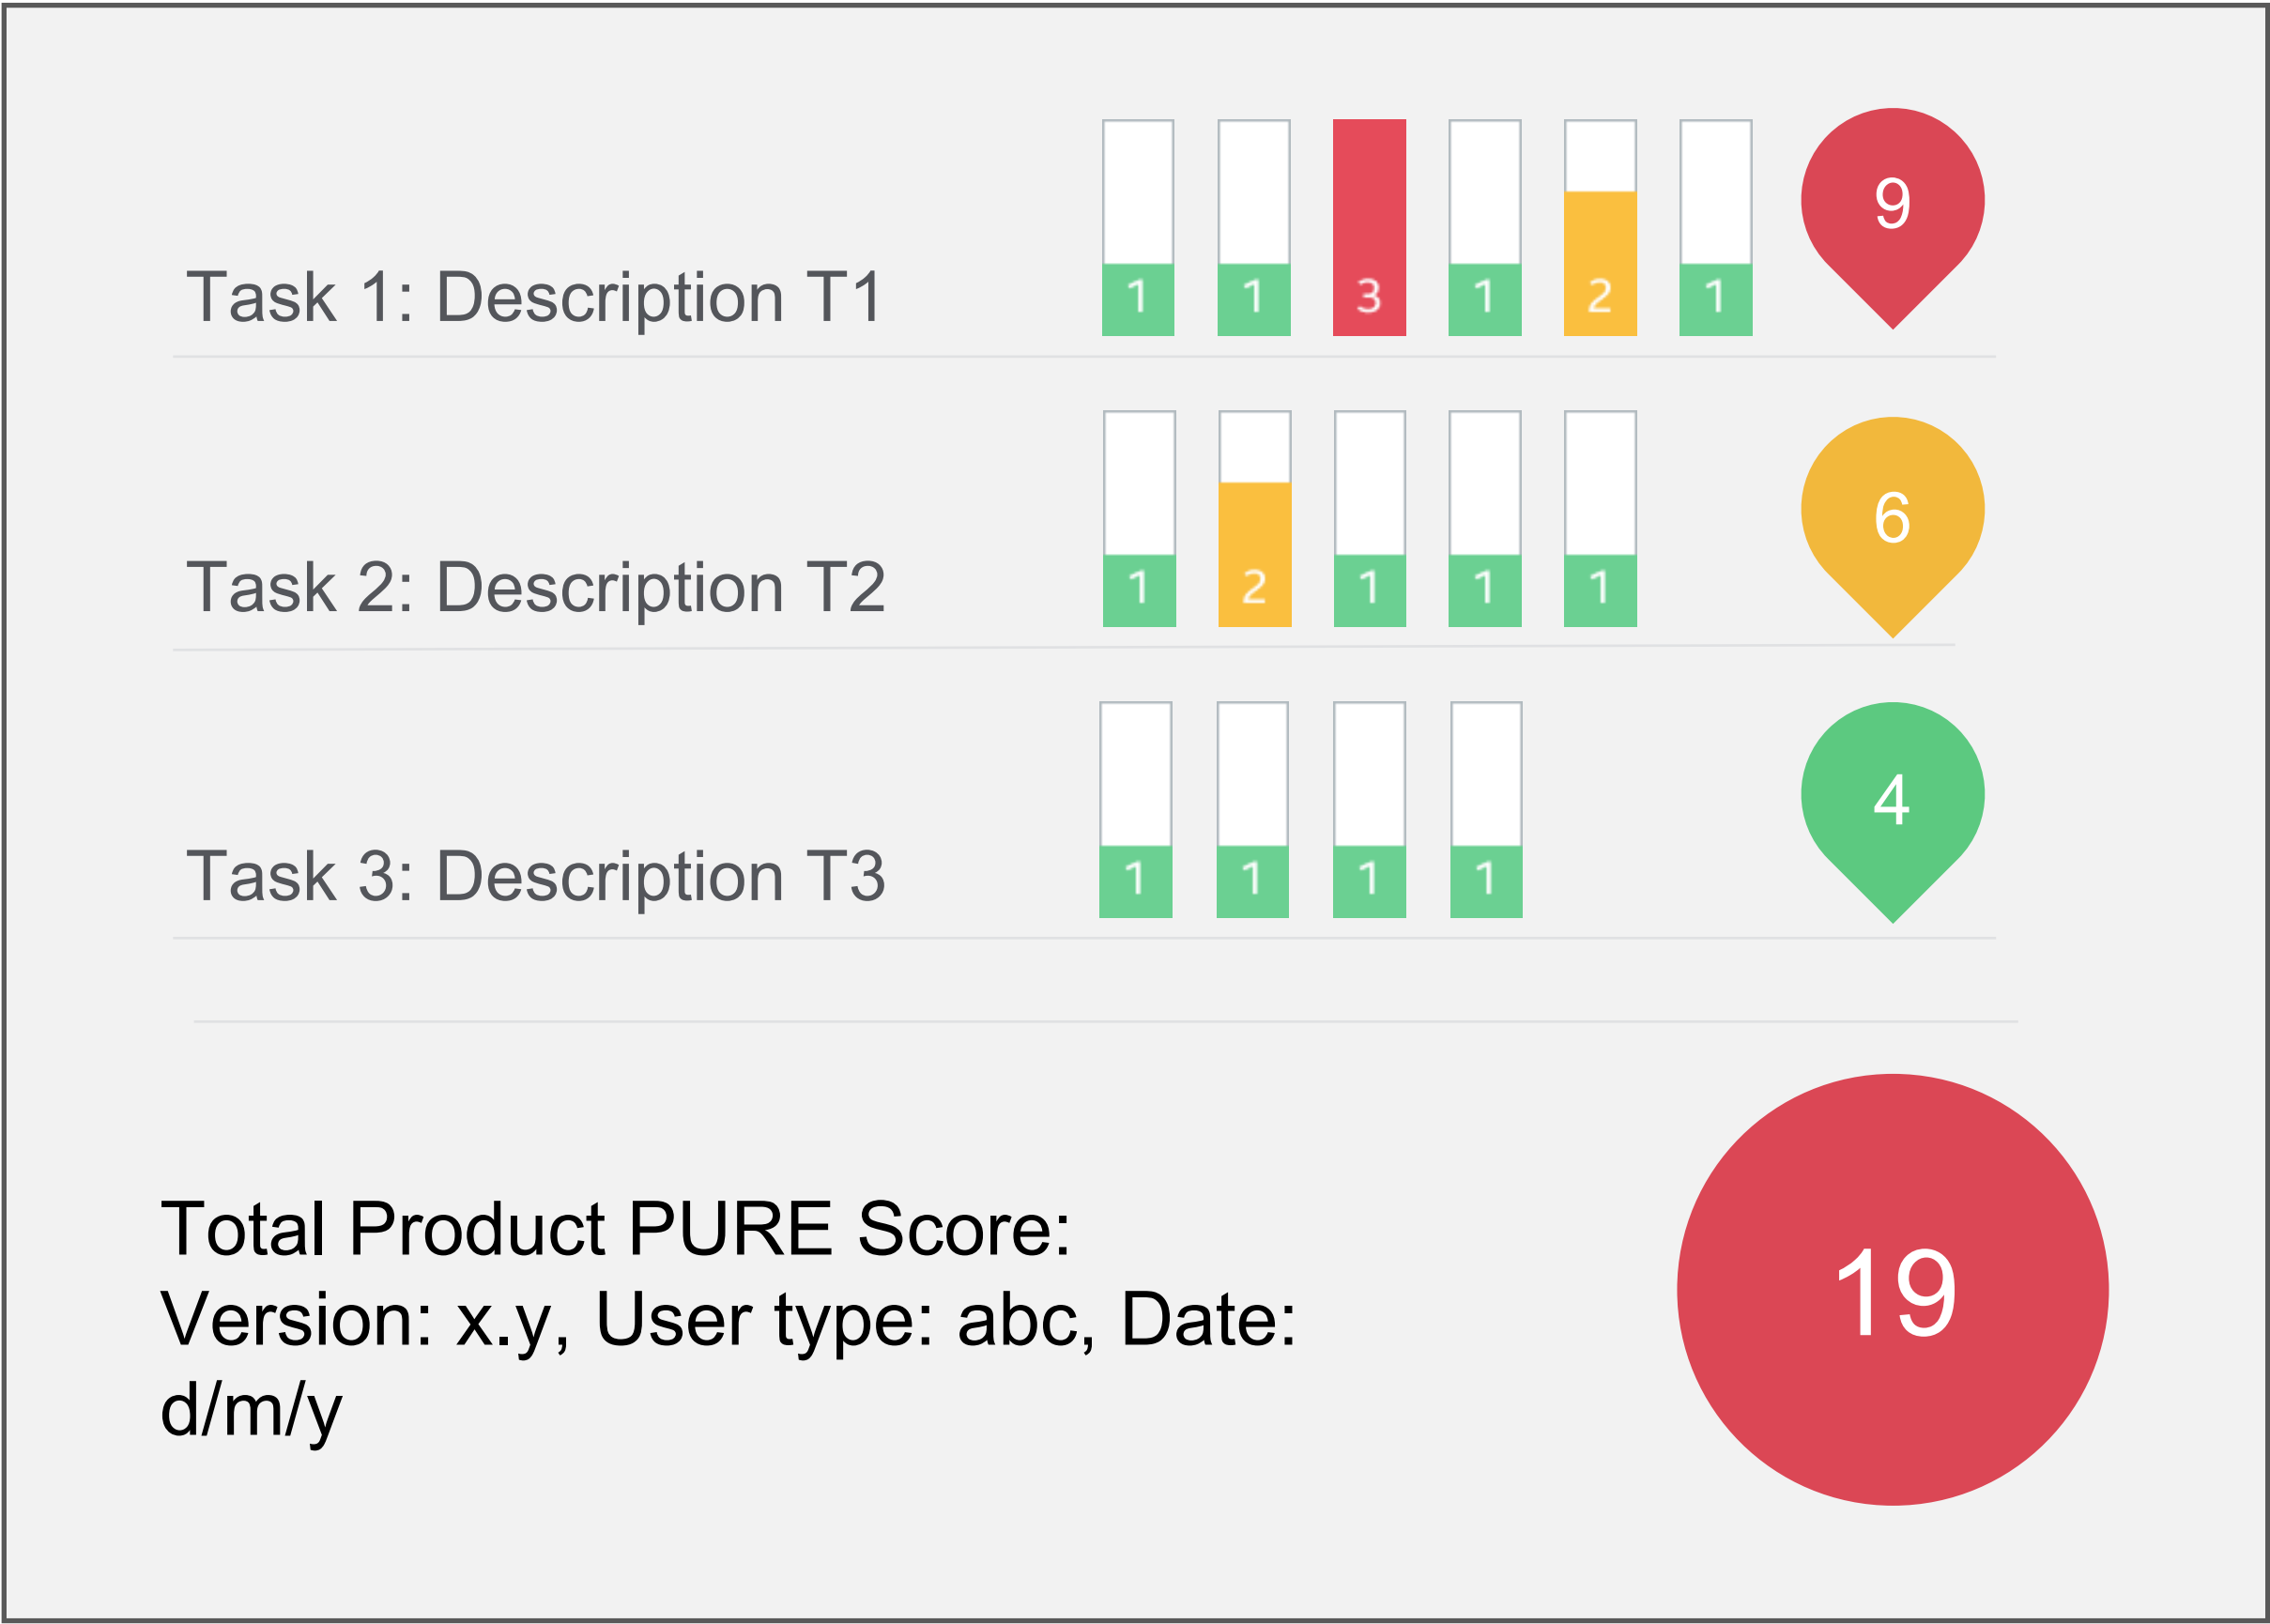 9
Task 1: Description T1 1 1 3 1 2 1
6
Task 2: Description T2 1 2 1 1 1
4
Task 3: Description T3 1 1 1 1
Total Product PURE Score:
Version: x.y, User type: abc, Date:
d/m/y
19